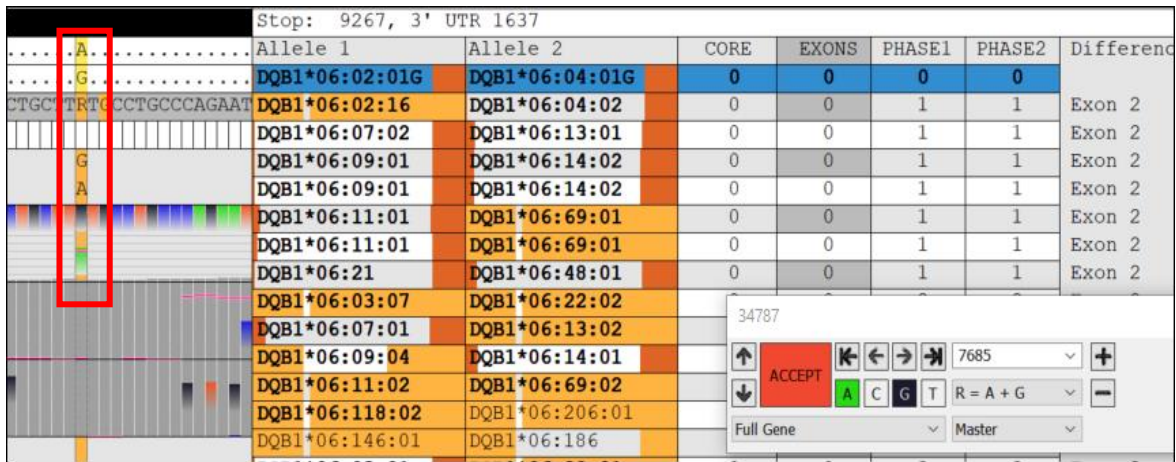 Stop: 9267, 3' UTR 1637
......A.............. Allele 1 Allele 2 CORE EXONS PHASE1 PHASE2 Differenc
......G.............. DQB1*06:02:01G DQB1*06:04:01G 0 0 0 0
CTGCTTRTGCCTGCCCAGAAT DQB1*06:02:16 DQB1*06:04:02 0 0 1 1 Exon 2
DQB1*06:07:02 DQB1*06:13:01 0 0 1 1 Exon 2
G DQB1*06:09:01 DQB1*06:14:02 0 0 1 1 Exon 2
A DQB1*06:09:01 DQB1*06:14:02 0 0 1 1 Exon 2
DQB1*06:11:01 DQB1*06:69:01 0 0 1 1 Exon 2
DQB1*06:11:01 DQB1*06:69:01 0 0 1 1 Exon 2
DQB1*06:21 DQB1*06:48:01 0 0 1 1 Exon 2
DQB1*06:03:07 DQB1*06:22:02
DQB1*06:07:01 DQB1*06:13:02
DQB1*06:09:04 DQB1*06:14:01
DQB1*06:11:02 DQB1*06:69:02
DQB1*06:118:02 DQB1*06:206:01
DQB1*06:146:01 DQB1*06:186
34787
ACCEPT 7685
A C G T R = A + G
Full Gene Master